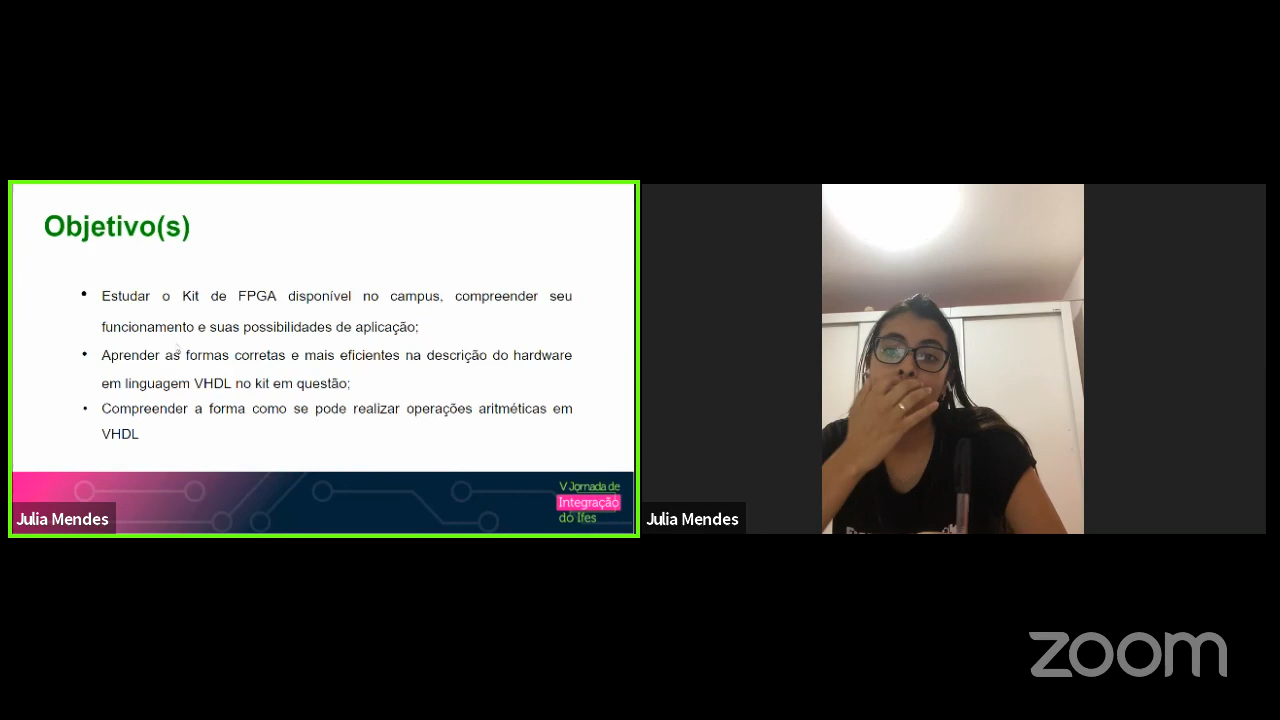 Objetivo(s)
• Estudar o Kit de FPGA disponível no campus, compreender seu
funcionamento e suas possibilidades de aplicação;
• Aprender as formas corretas e mais eficientes na descrição do hardware
em linguagem VHDL no kit em questão;
• Compreender a forma como se pode realizar operações aritméticas em
VHDL
V Jornada de
Integração
do Ifes
Julia Mendes
Julia Mendes
zoom